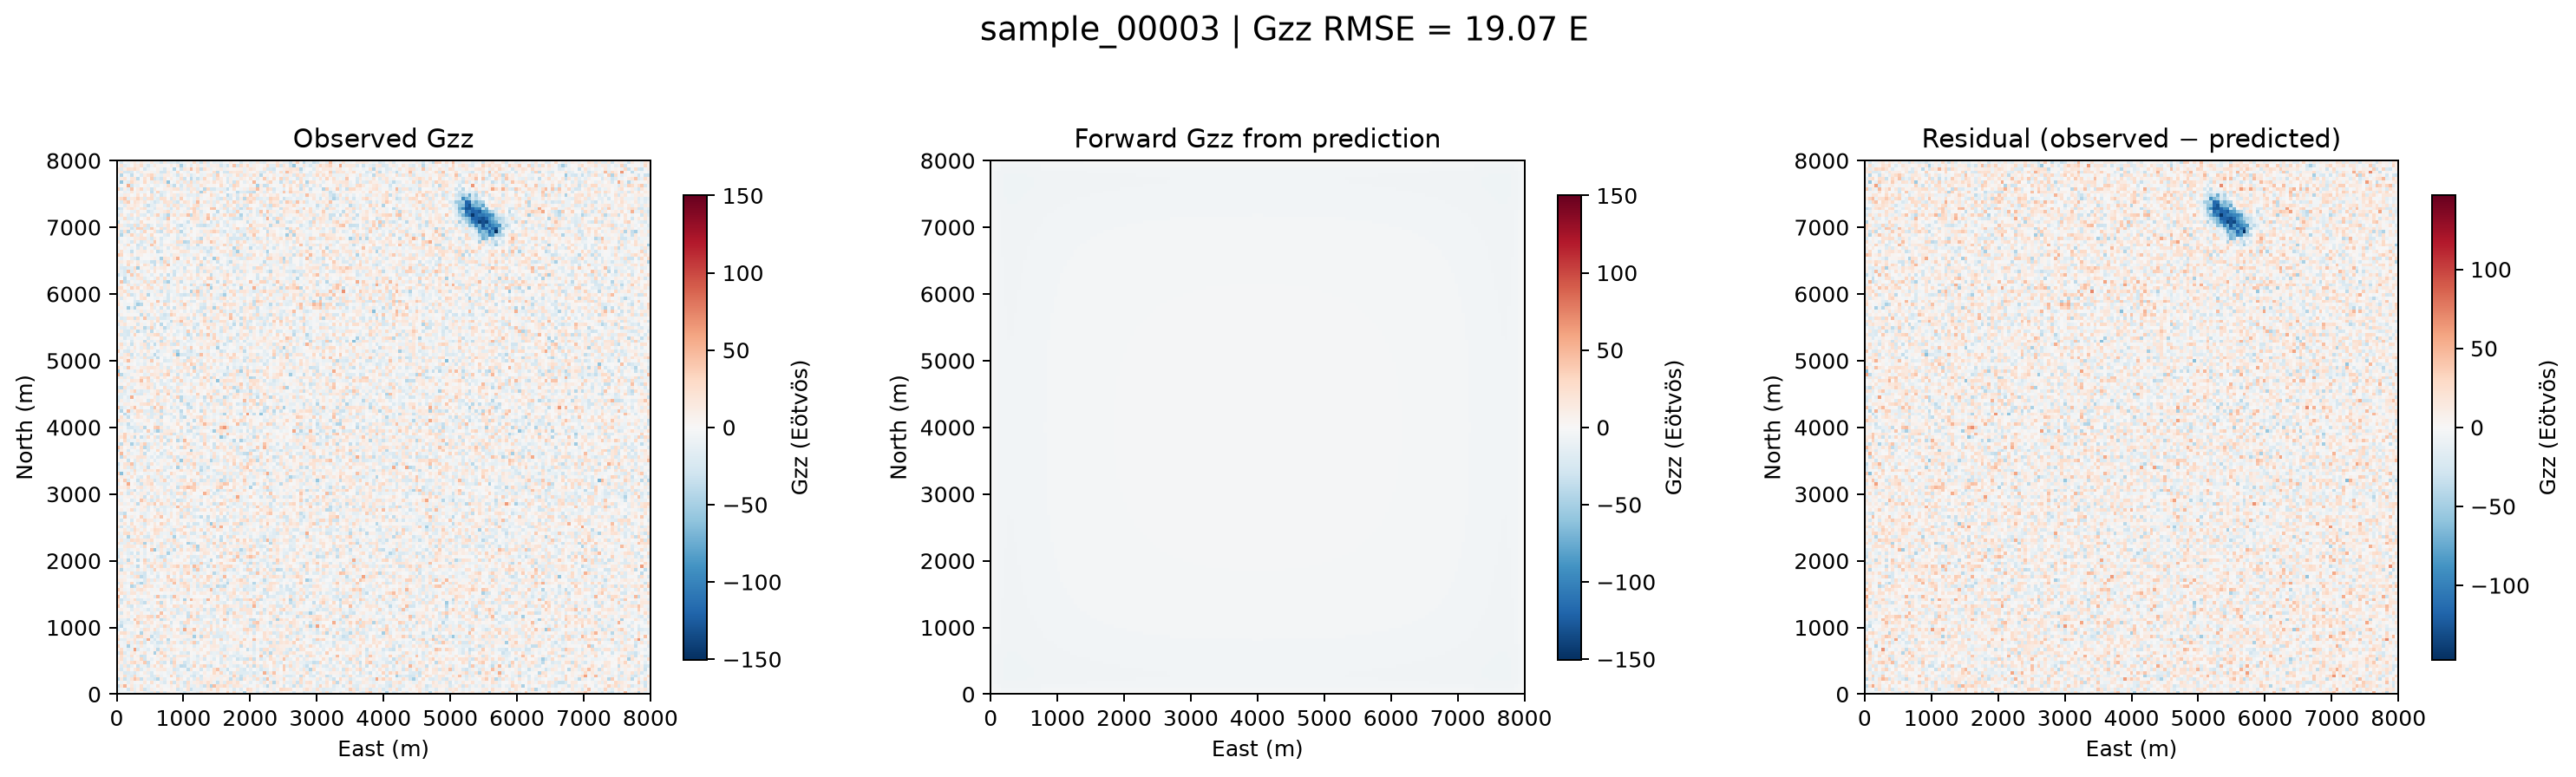 sample_00003 | Gzz RMSE = 19.07 E
Observed Gzz
8000
7000
6000
5000
4000
3000
2000
1000
0
North (m)
0 1000 2000 3000 4000 5000 6000 7000 8000
East (m)
150
100
50
0
−50
−100
−150
Gzz (Eötvös)
Forward Gzz from prediction
8000
7000
6000
5000
4000
3000
2000
1000
0
North (m)
0 1000 2000 3000 4000 5000 6000 7000 8000
East (m)
150
100
50
0
−50
−100
−150
Gzz (Eötvös)
Residual (observed − predicted)
8000
7000
6000
5000
4000
3000
2000
1000
0
North (m)
0 1000 2000 3000 4000 5000 6000 7000 8000
East (m)
100
50
0
−50
−100
Gzz (Eötvös)